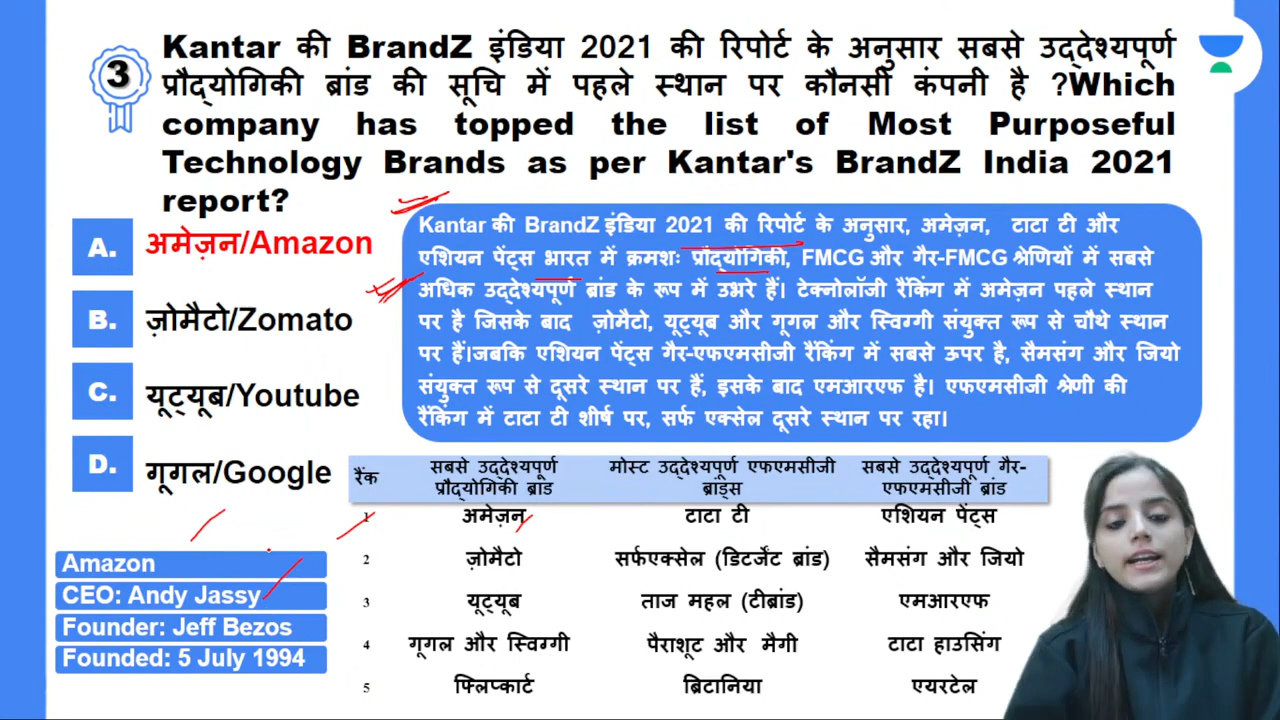 3
Kantar की BrandZ इंडिया 2021 की रिपोर्ट के अनुसार सबसे उद्देश्यपूर्ण
प्रौद्योगिकी ब्रांड की सूचि में पहले स्थान पर कौनसी कंपनी है ?Which
company has topped the list of Most Purposeful
Technology Brands as per Kantar's BrandZ India 2021
report?
A. अमेज़न/Amazon
B. ज़ोमैटो/Zomato
C. यूट्यूब/Youtube
D. गूगल/Google
Kantar की BrandZ इंडिया 2021 की रिपोर्ट के अनुसार, अमेज़न, टाटा टी और
एशियन पेंट्स भारत में क्रमशः प्रौद्योगिकी, FMCG और गैर-FMCG श्रेणियों में सबसे
अधिक उद्देश्यपूर्ण ब्रांड के रूप में उभरे हैं। टेक्नोलॉजी रैंकिंग में अमेज़न पहले स्थान
पर है जिसके बाद ज़ोमैटो, यूट्यूब और गूगल और स्विग्गी संयुक्त रूप से चौथे स्थान
पर हैं।जबकि एशियन पेंट्स गैर-एफएमसीजी रैंकिंग में सबसे ऊपर है, सैमसंग और जियो
संयुक्त रूप से दूसरे स्थान पर हैं, इसके बाद एमआरएफ है। एफएमसीजी श्रेणी की
रैंकिंग में टाटा टी शीर्ष पर, सर्फ एक्सेल दूसरे स्थान पर रहा।
रैंक सबसे उद्देश्यपूर्ण प्रौद्योगिकी ब्रांड मोस्ट उद्देश्यपूर्ण एफएमसीजी ब्रांड्स सबसे उद्देश्यपूर्ण गैर-एफएमसीजी ब्रांड
1 अमेज़न टाटा टी एशियन पेंट्स
2 ज़ोमैटो सर्फएक्सेल (डिटर्जेंट ब्रांड) सैमसंग और जियो
3 यूट्यूब ताज महल (टीब्रांड) एमआरएफ
4 गूगल और स्विग्गी पैराशूट और मैगी टाटा हाउसिंग
5 फ्लिप्कार्ट ब्रिटानिया एयरटेल
Amazon
CEO: Andy Jassy
Founder: Jeff Bezos
Founded: 5 July 1994